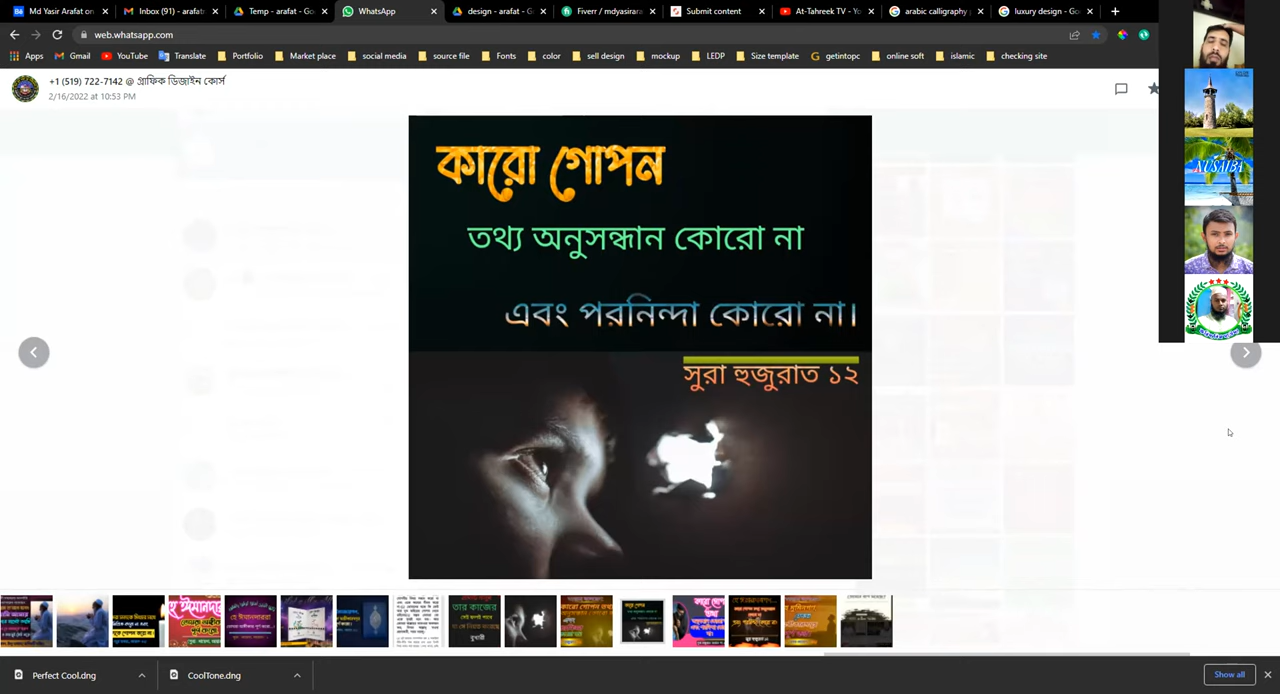 Md Yasir Arafat on
Inbox (91) - arafat
Temp - arafat - Goo
WhatsApp
design - arafat - Go
Fiverr / mdyasirara
Submit content
At-Tahreek TV - Yo
arabic calligraphy
luxury design - Go
web.whatsapp.com
Apps
Gmail
YouTube
Translate
Portfolio
Market place
social media
source file
Fonts
color
sell design
mockup
LEDP
Size template
getintopc
online soft
islamic
checking site
+1 (519) 722-7142 @ গ্রাফিক ডিজাইন কোর্স
2/16/2022 at 10:53 PM
কারো গোপন
তথ্য অনুসন্ধান কোরো না
এবং পরনিন্দা কোরো না।
সুরা হুজুরাত ১২
NUSAIBA
Perfect Cool.dng
CoolTone.dng
Show all